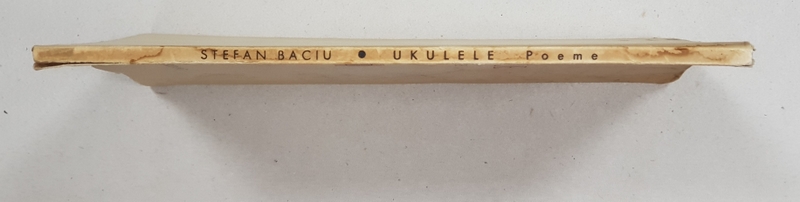 STEFAN BACIU ● UKULELE Poeme